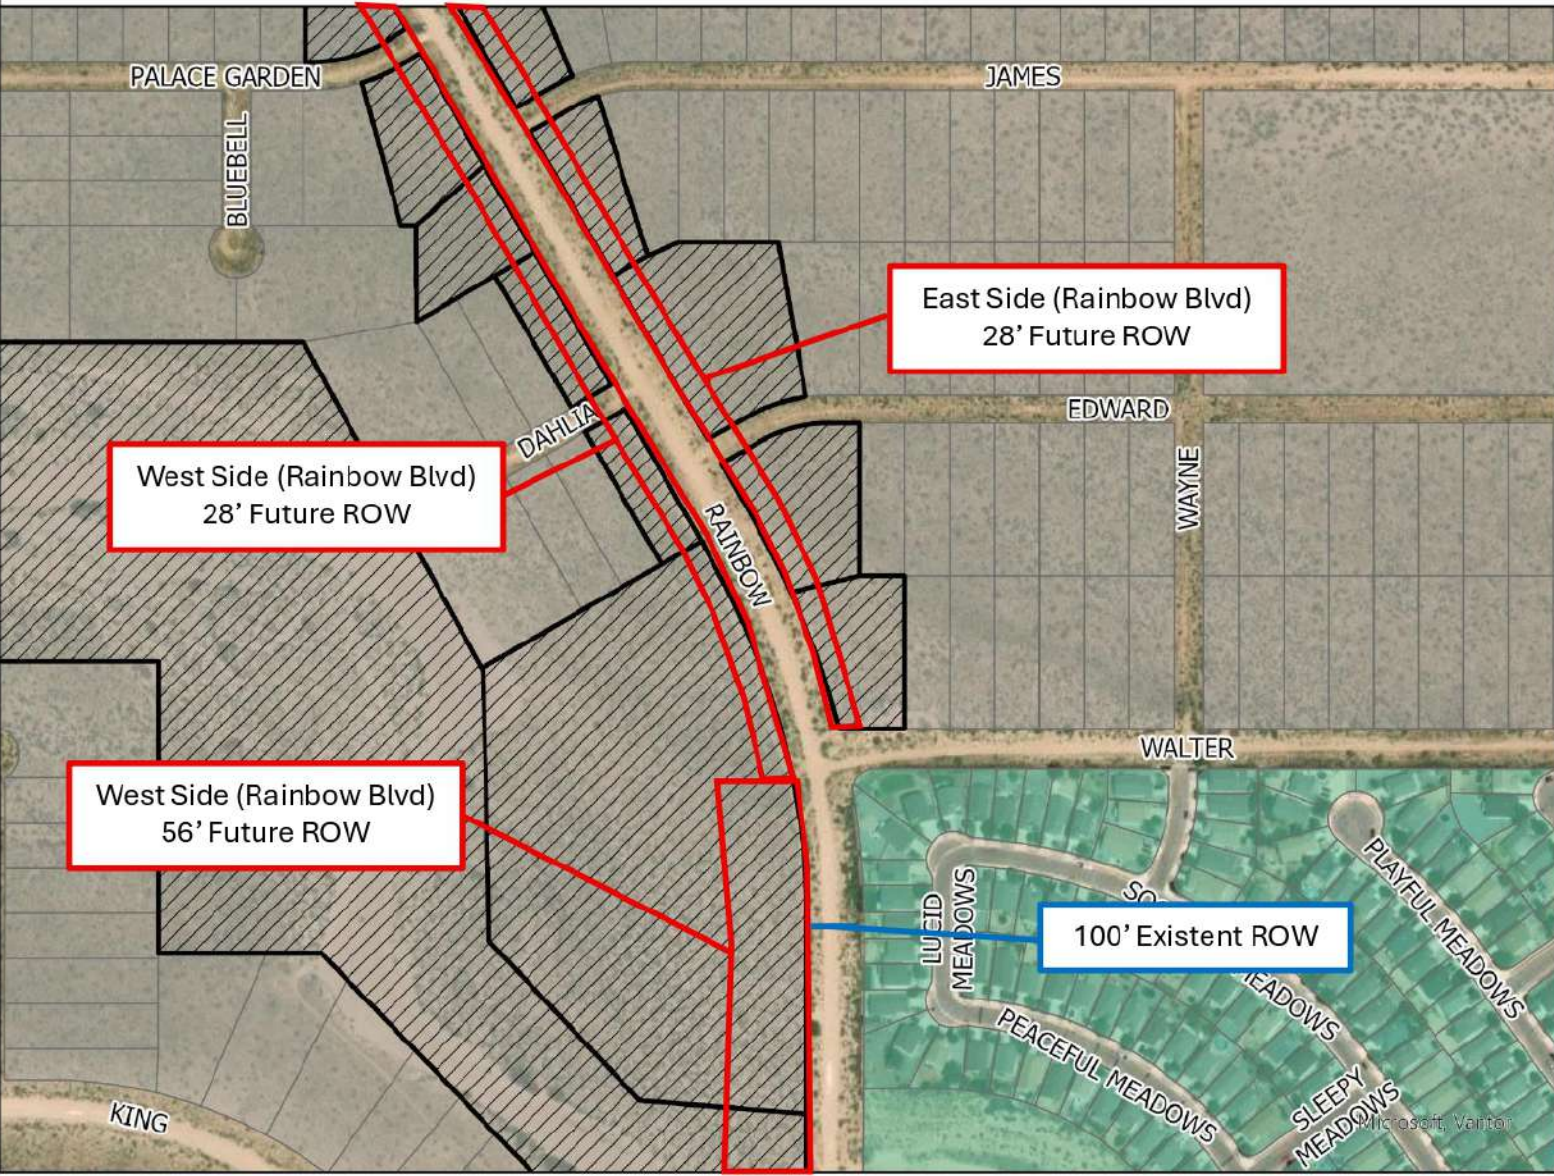 PALACE GARDEN
JAMES
BLUEBELL
East Side (Rainbow Blvd)
28’ Future ROW
EDWARD
DAHLIA
West Side (Rainbow Blvd)
28’ Future ROW
WAYNE
RAINBOW
WALTER
West Side (Rainbow Blvd)
56’ Future ROW
PLAYFUL MEADOWS
LUCID
MEADOWS
100’ Existent ROW
MEADOWS
PEACEFUL MEADOWS
SLEEPY
MEADOWS
KING
Microsoft, Vantor